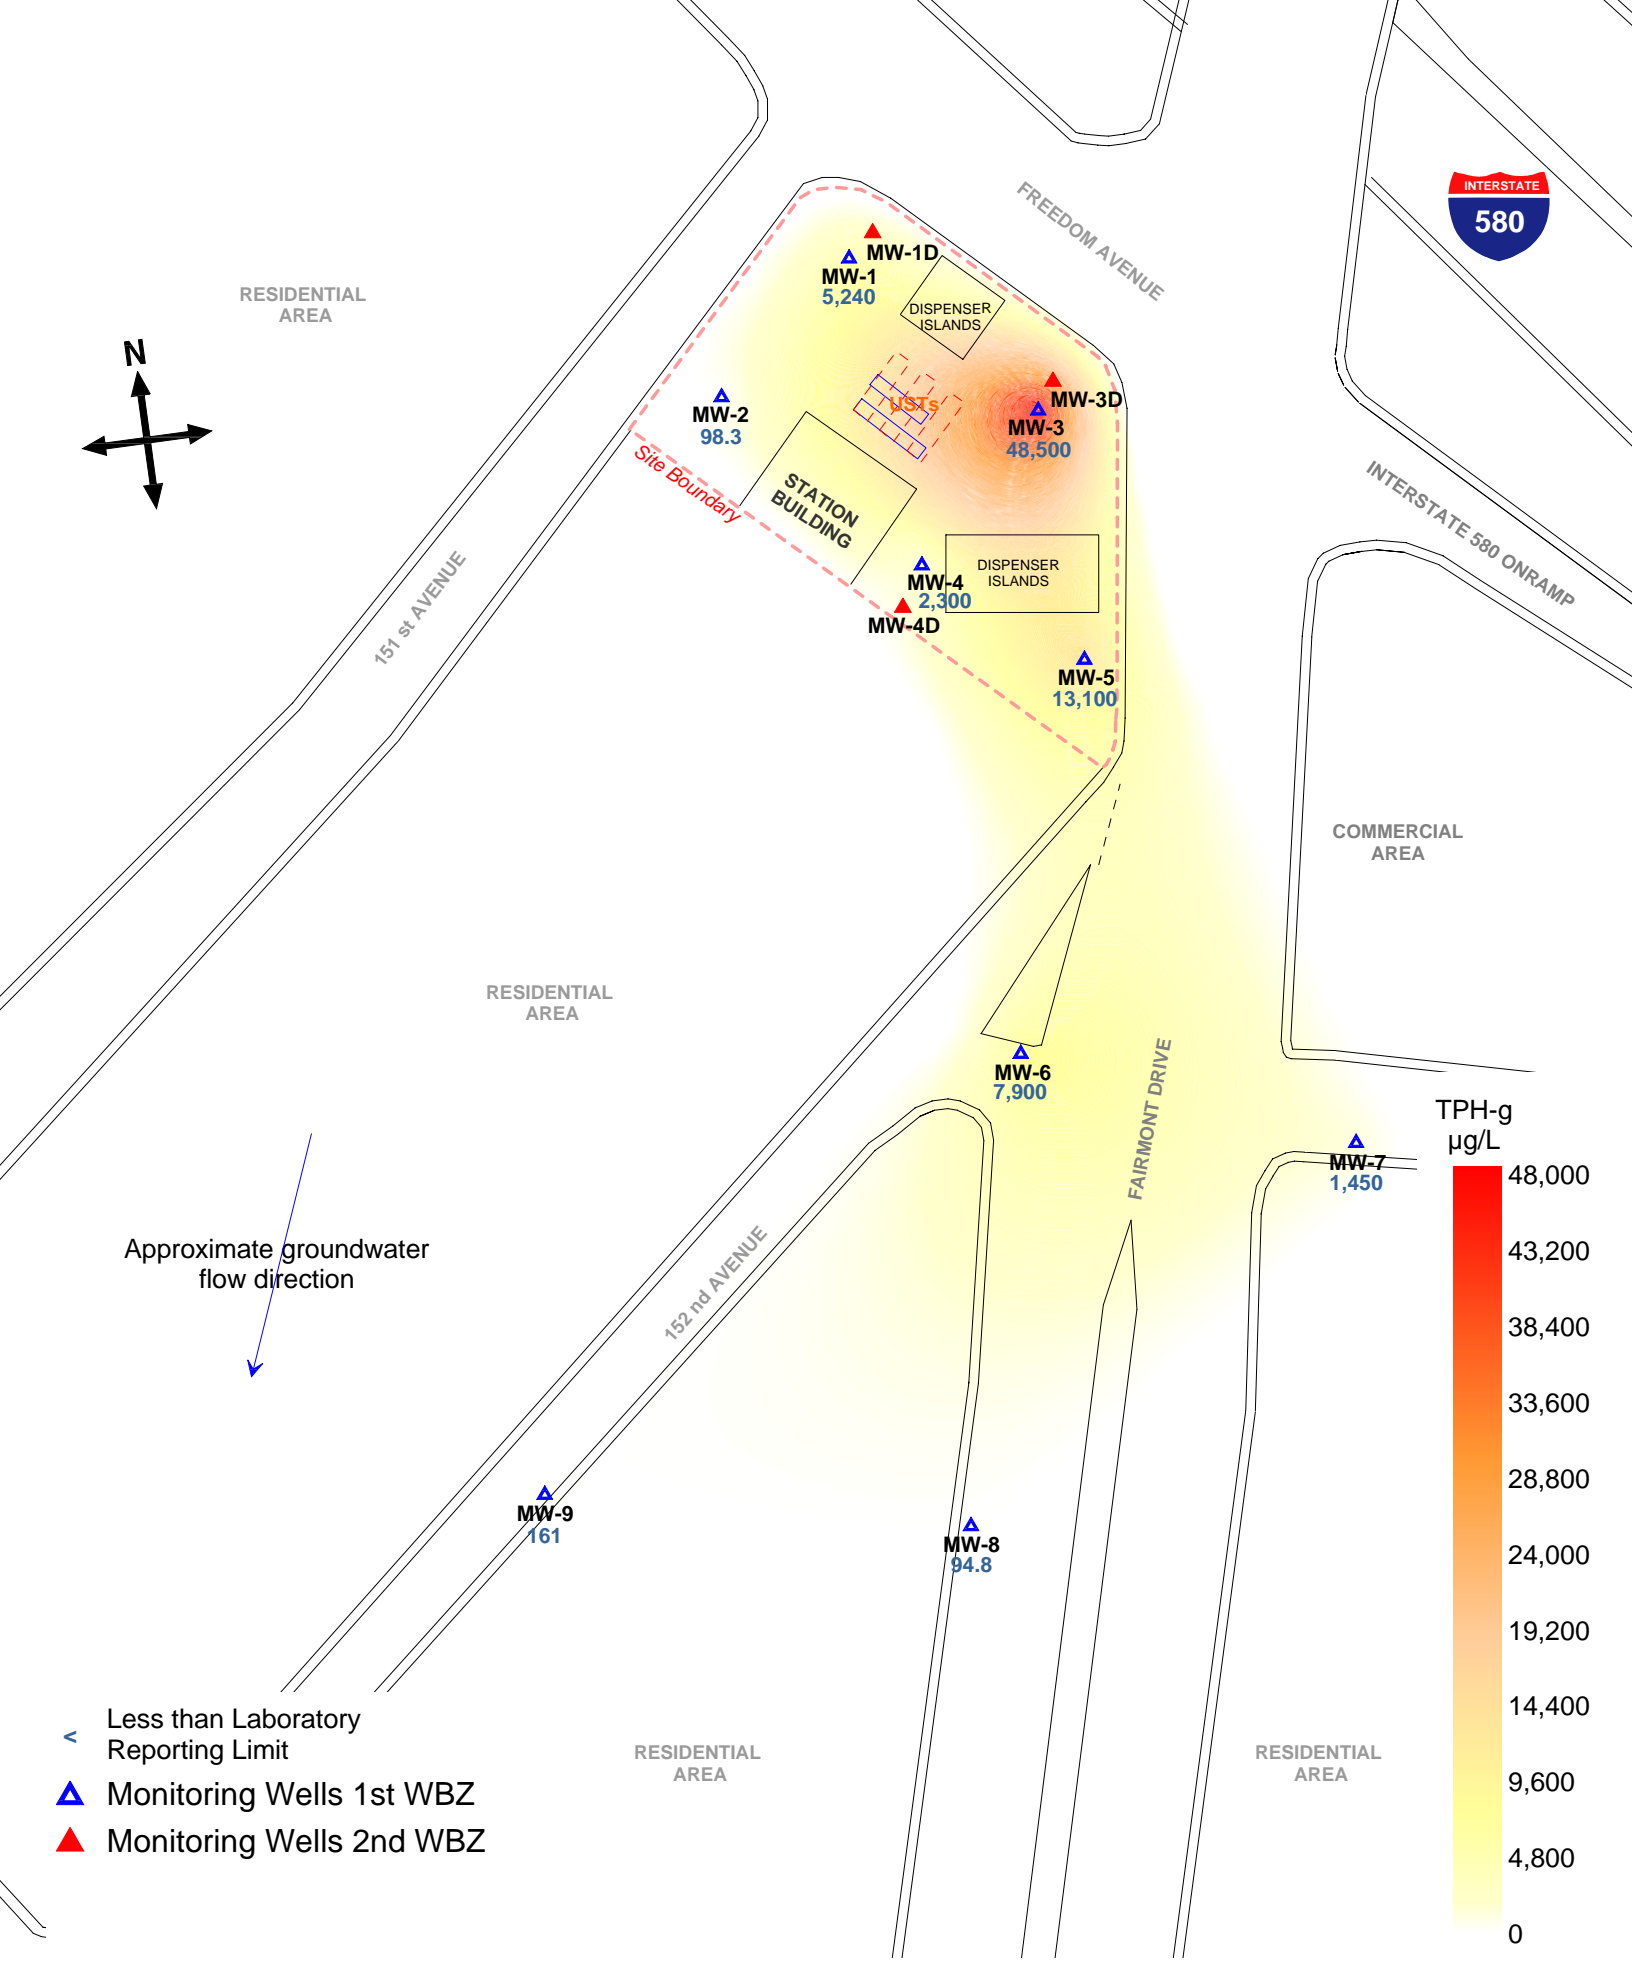 FREEDOM AVENUE
INTERSTATE
580
MW-1D
MW-1
5,240
RESIDENTIAL
AREA
DISPENSER
ISLANDS
N
MW-3D
USTs
MW-2
98.3
MW-3
48,500
Site Boundary
STATION
BUILDING
INTERSTATE 580 ONRAMP
DISPENSER
ISLANDS
MW-4
2,300
MW-4D
151 st AVENUE
MW-5
13,100
COMMERCIAL
AREA
RESIDENTIAL
AREA
MW-6
7,900
FAIRMONT DRIVE
MW-7
1,450
Approximate groundwater
flow direction
152 nd AVENUE
MW-9
161
MW-8
94.8
TPH-g
µg/L
48,000
43,200
38,400
33,600
28,800
24,000
19,200
14,400
9,600
4,800
0
< Less than Laboratory
Reporting Limit
Monitoring Wells 1st WBZ
Monitoring Wells 2nd WBZ
RESIDENTIAL
AREA
RESIDENTIAL
AREA